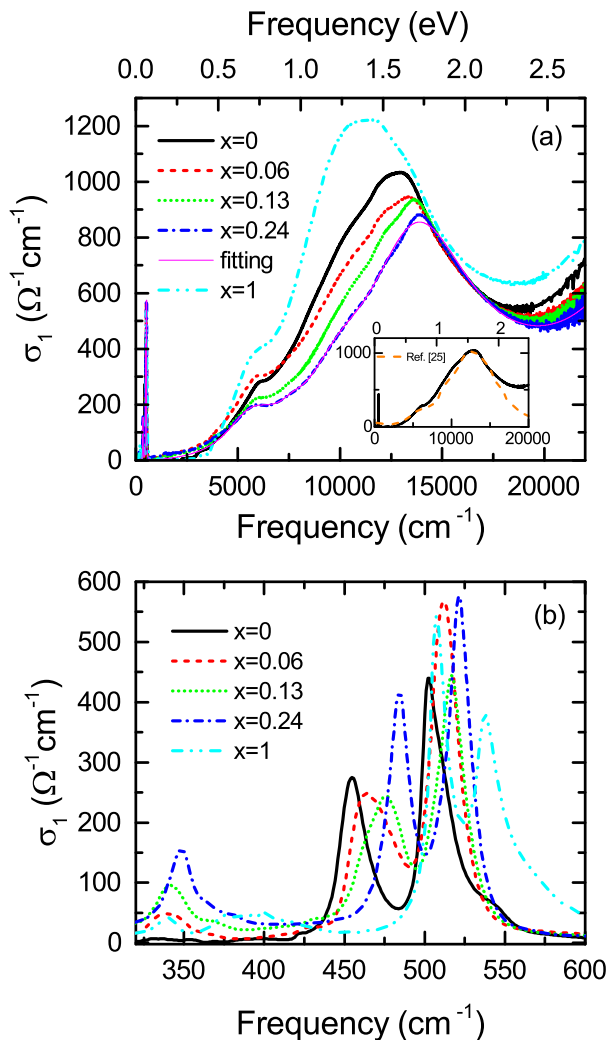 Frequency (eV)
0.0 0.5 1.0 1.5 2.0 2.5
(a)
x=0
x=0.06
x=0.13
x=0.24
fitting
x=1
σ₁ (Ω⁻¹cm⁻¹)
1200
1000
800
600
400
200
0
0 1 2
1000
0
Ref. [25]
0 10000 20000
0 5000 10000 15000 20000
Frequency (cm⁻¹)
(b)
x=0
x=0.06
x=0.13
x=0.24
x=1
σ₁ (Ω⁻¹cm⁻¹)
600
500
400
300
200
100
0
350 400 450 500 550 600
Frequency (cm⁻¹)